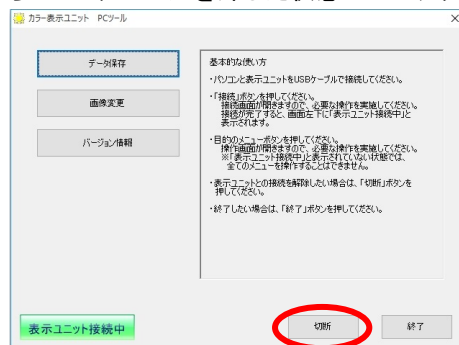 カラー表示ユニット PCツール
データ保存
画像変更
バージョン情報
基本的な使い方
・パソコンと表示ユニットをUSBケーブルで接続してください。
・「接続」ボタンを押してください。
接続画面が開きますので、必要な操作を実施してください。
接続が完了すると、画面左下に「表示ユニット接続中」と
表示されます。
・目的のメニューボタンを押してください。
操作画面が開きますので、必要な操作を実施してください。
※「表示ユニット接続中」と表示されていない状態では、
全てのメニューを操作することはできません。
・表示ユニットとの接続を解除したい場合は、「切断」ボタンを
押してください。
・終了したい場合は、「終了」ボタンを押してください。
表示ユニット接続中
切断
終了